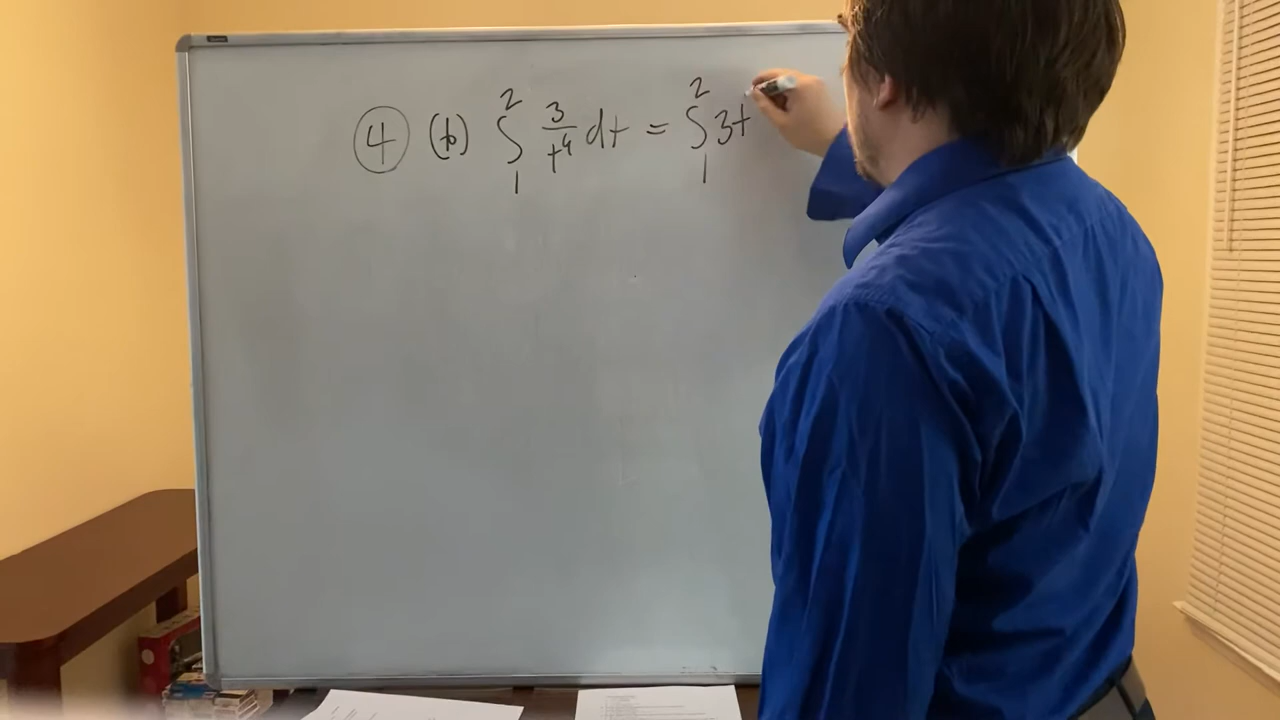 ④ (b) ∫₁² 3/t⁴ dt = ∫₁² 3t